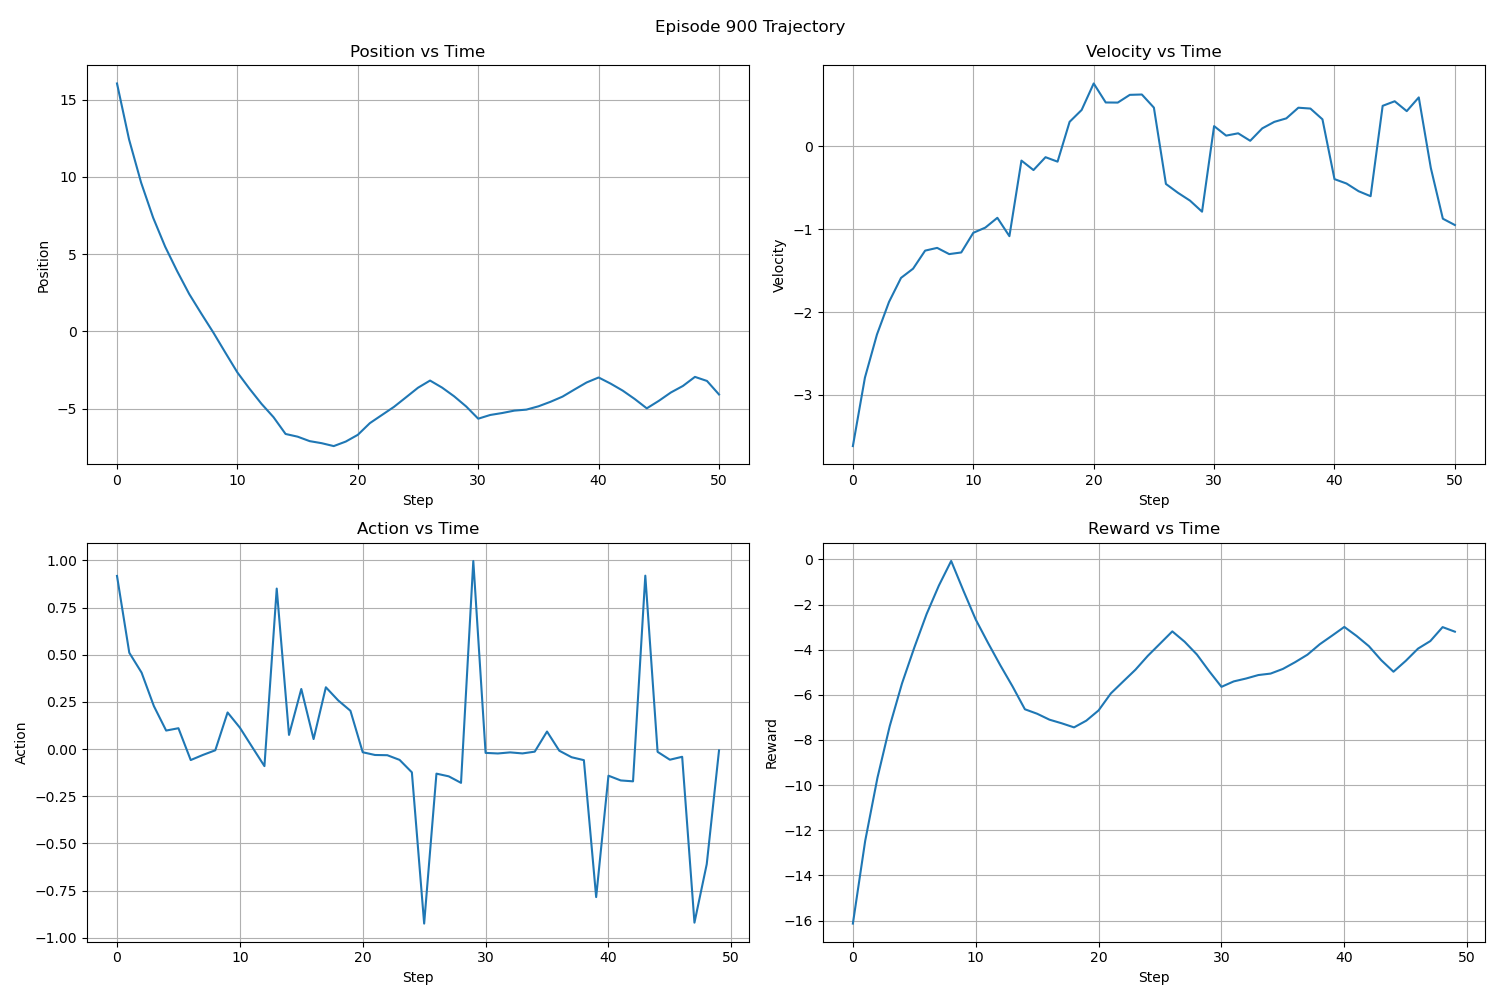 Episode 900 Trajectory
Position vs Time
Position
15
10
5
0
−5
0 10 20 30 40 50
Step
Velocity vs Time
Velocity
0
−1
−2
−3
0 10 20 30 40 50
Step
Action vs Time
Action
1.00
0.75
0.50
0.25
0.00
−0.25
−0.50
−0.75
−1.00
0 10 20 30 40 50
Step
Reward vs Time
Reward
0
−2
−4
−6
−8
−10
−12
−14
−16
0 10 20 30 40 50
Step